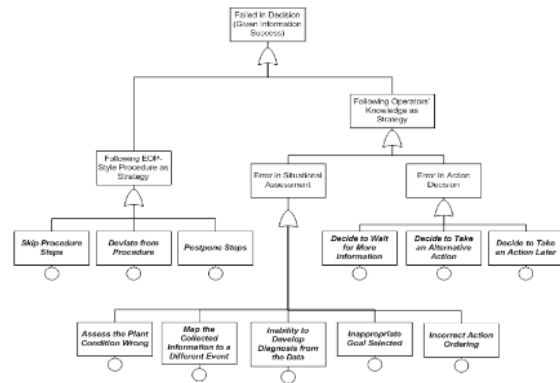 Failed in Decision
(Given Information
Success)
Following Operators'
Knowledge as
Strategy
Following EOP-
Style Procedure as
Strategy
Error in Situational
Assessment
Error in Action
Decision
Skip Procedure
Steps
Deviate from
Procedure
Postpone Steps
Decide to Wait
for More
Information
Decide to Take
an Alternative
Action
Decide to Take
an Action Later
Assess the Plant
Condition Wrong
Map the
Collected
Information to a
Different Event
Inability to
Develop
Diagnosis from
the Data
Inappropriate
Goal Selected
Incorrect Action
Ordering